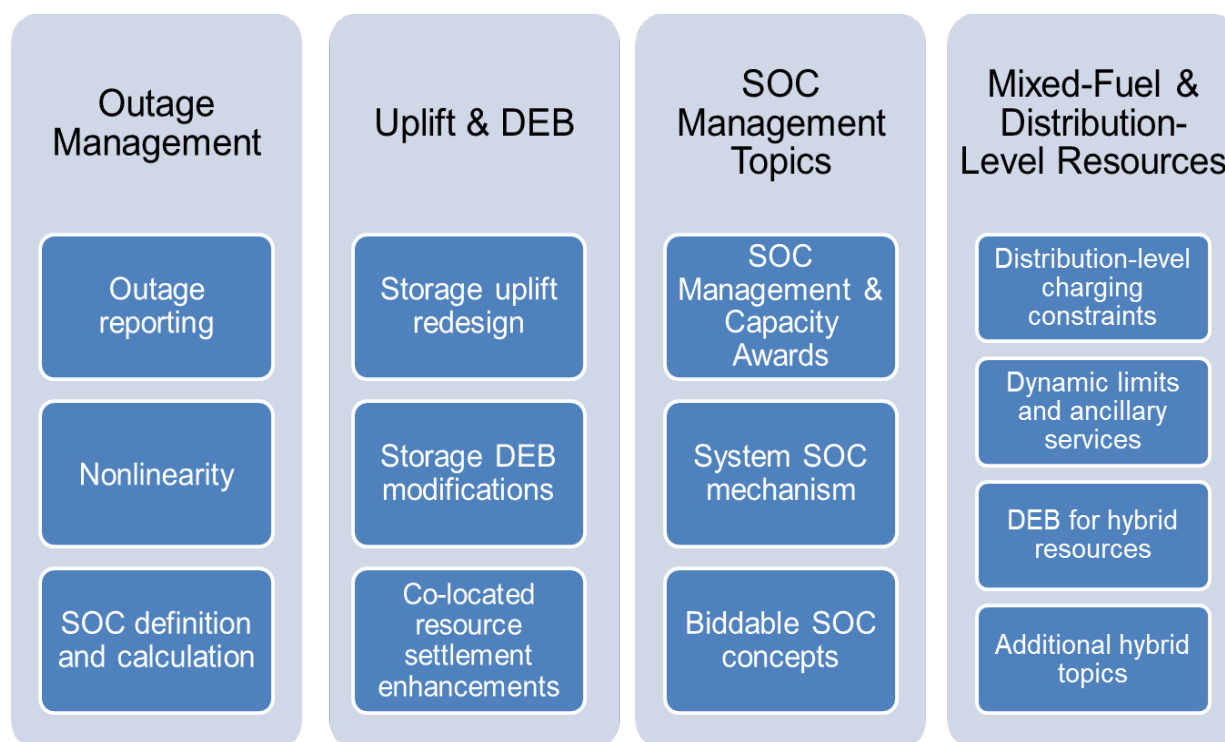 Outage
Management
Outage
reporting
Nonlinearity
SOC definition
and calculation
Uplift & DEB
Storage uplift
redesign
Storage DEB
modifications
Co-located
resource
settlement
enhancements
SOC
Management
Topics
SOC
Management &
Capacity
Awards
System SOC
mechanism
Biddable SOC
concepts
Mixed-Fuel &
Distribution-
Level Resources
Distribution-level
charging
constraints
Dynamic limits
and ancillary
services
DEB for hybrid
resources
Additional hybrid
topics